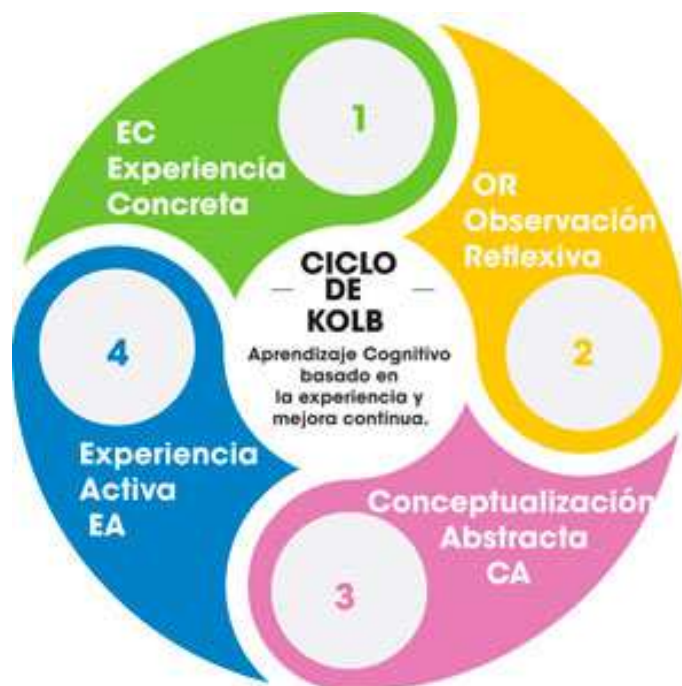 CICLO
DE
KOLB
Aprendizaje Cognitivo
basado en
la experiencia y
mejora continua.
1
EC
Experiencia
Concreta
OR
Observación
Reflexiva
2
Conceptualización
Abstracta
CA
3
4
Experiencia
Activa
EA